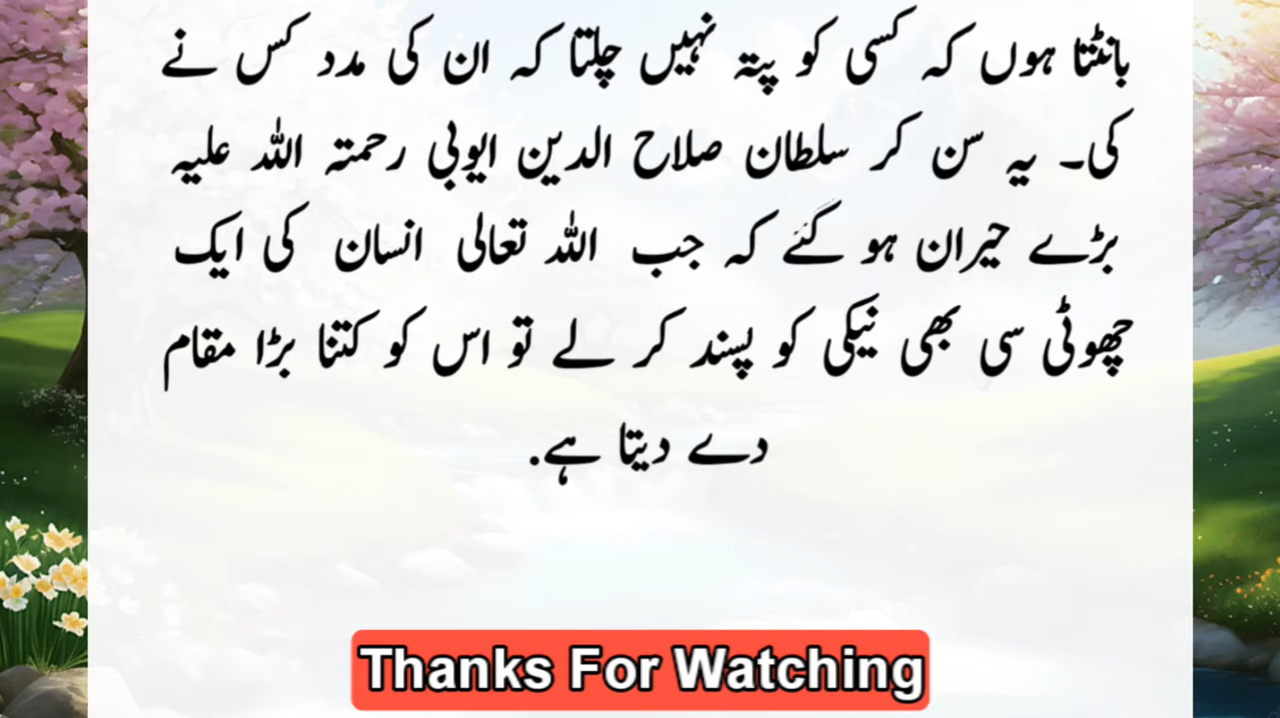 بانٹتا ہوں کہ کسی کو پتہ نہیں چلتا کہ ان کی مدد کس نے
کی۔ یہ سن کر سلطان صلاح الدین ایوبی رحمتہ اللہ علیہ
بڑے حیران ہو گئے کہ جب اللہ تعالی انسان کی ایک
چھوٹی سی بھی نیکی کو پسند کر لے تو اس کو کتنا بڑا مقام
دے دیتا ہے.
Thanks For Watching